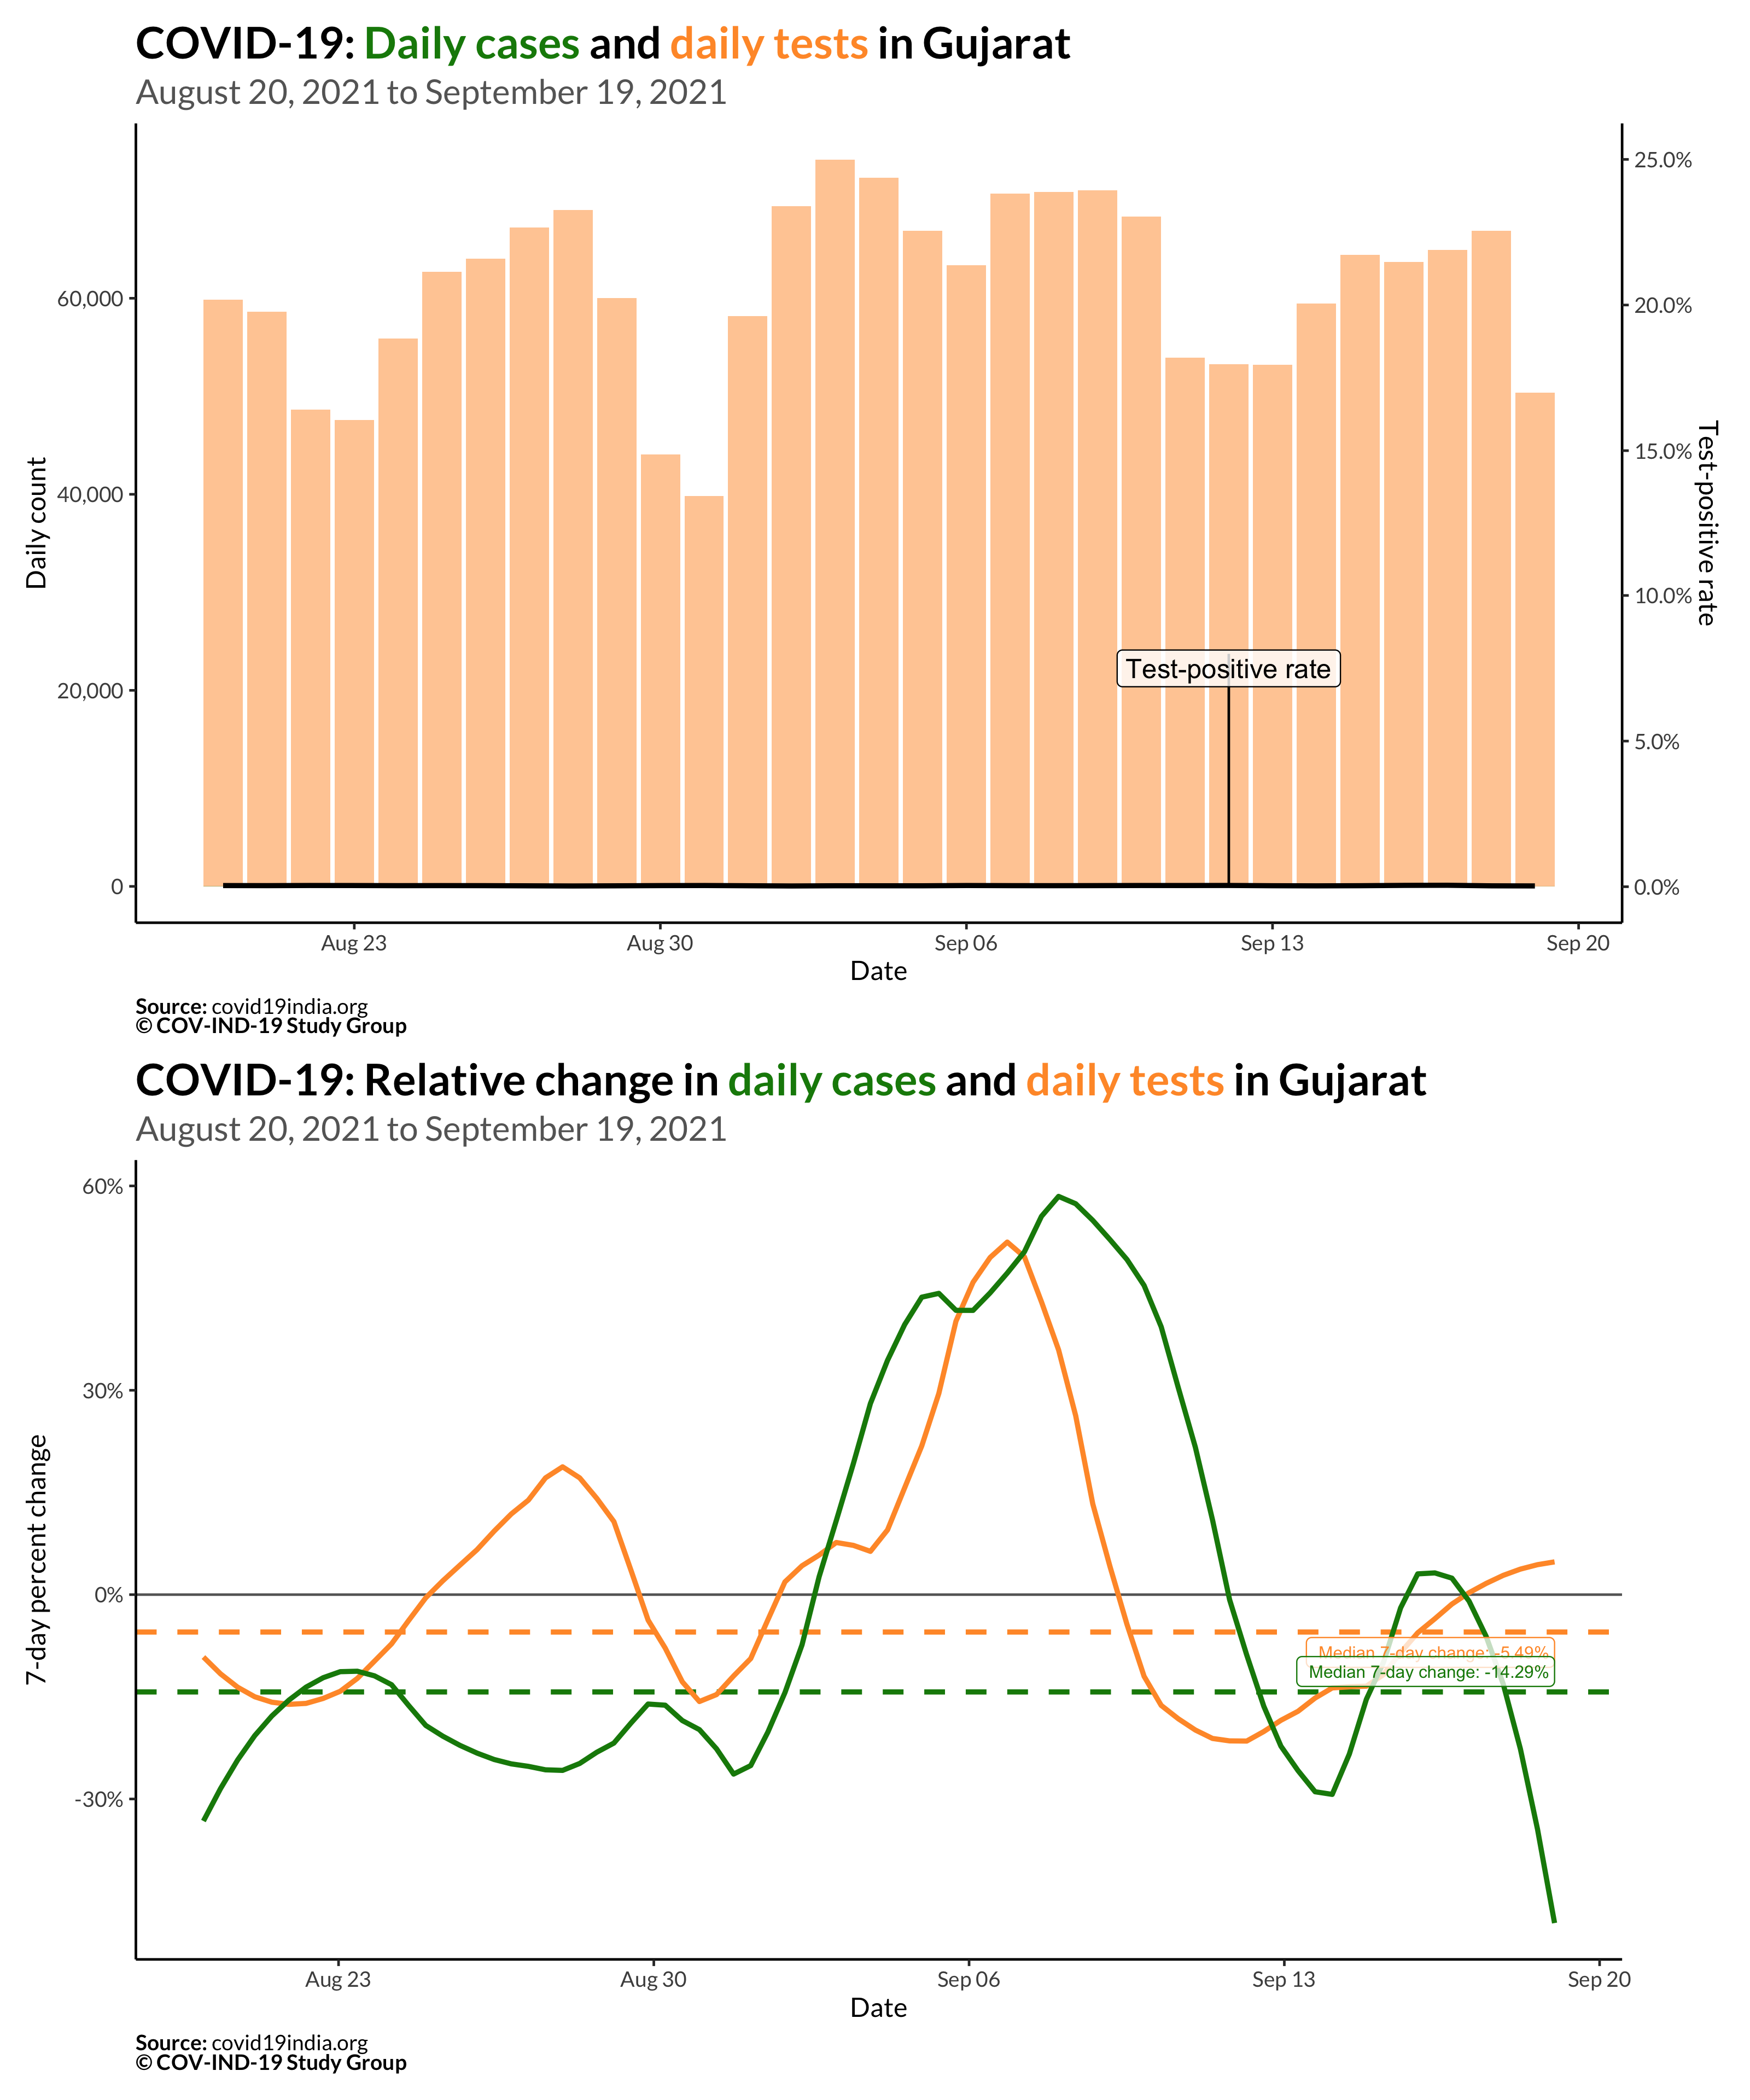 COVID-19: Daily cases and daily tests in Gujarat
August 20, 2021 to September 19, 2021
25.0%
20.0%
15.0%
10.0%
5.0%
0.0%
60,000
40,000
20,000
0
Daily count
Test-positive rate
Test-positive rate
Aug 23
Aug 30
Sep 06
Sep 13
Sep 20
Date
Source: covid19india.org
© COV-IND-19 Study Group
COVID-19: Relative change in daily cases and daily tests in Gujarat
August 20, 2021 to September 19, 2021
60%
30%
0%
-30%
7-day percent change
Median 7-day change: -5.49%
Median 7-day change: -14.29%
Aug 23
Aug 30
Sep 06
Sep 13
Sep 20
Date
Source: covid19india.org
© COV-IND-19 Study Group